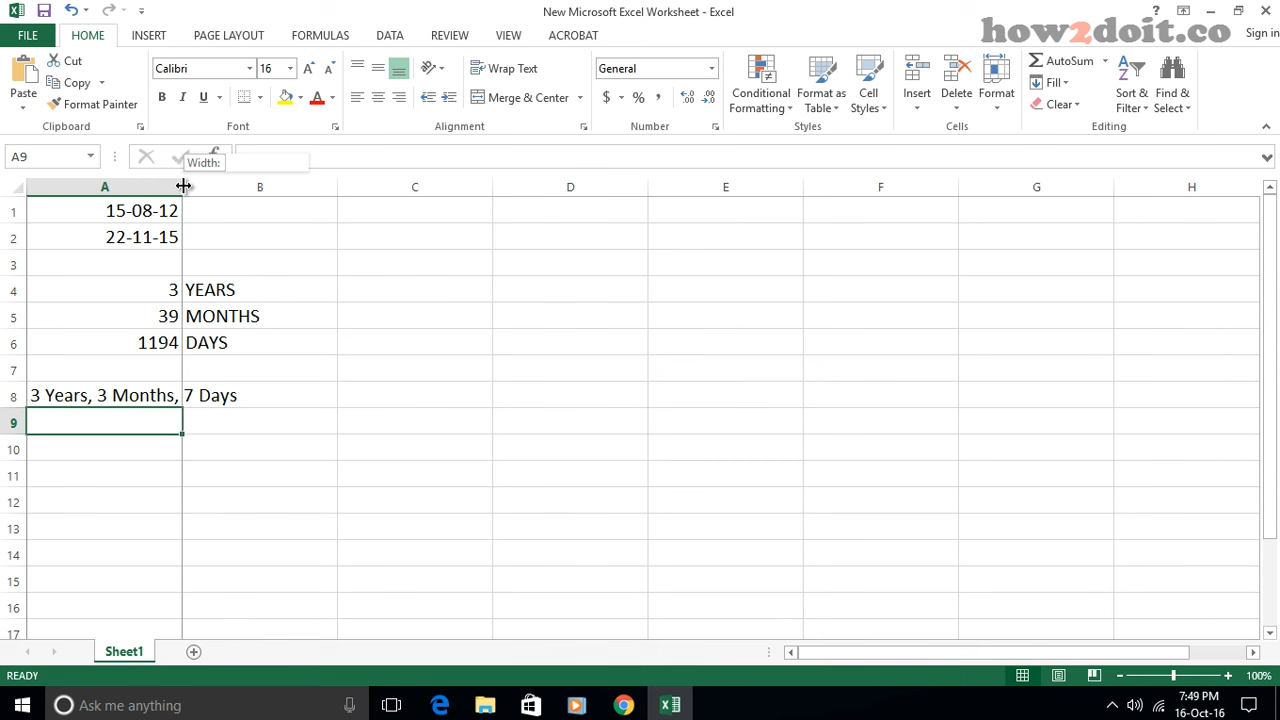 New Microsoft Excel Worksheet - Excel
how2doit.co
Sign in
FILE HOME INSERT PAGE LAYOUT FORMULAS DATA REVIEW VIEW ACROBAT
Paste
Cut
Copy
Format Painter
Clipboard
Calibri 16
B I U
Font
Wrap Text
Merge & Center
Alignment
General
$ % ,
Number
Conditional Formatting
Format as Table
Cell Styles
Styles
Insert Delete Format
Cells
AutoSum
Fill
Clear
Sort & Filter
Find & Select
Editing
A9
Width:
A B C D E F G H
1 15-08-12
2 22-11-15
3
4 3 YEARS
5 39 MONTHS
6 1194 DAYS
7
8 3 Years, 3 Months, 7 Days
9
10
11
12
13
14
15
16
17
Sheet1
READY
100%
Ask me anything
7:49 PM
16-Oct-16